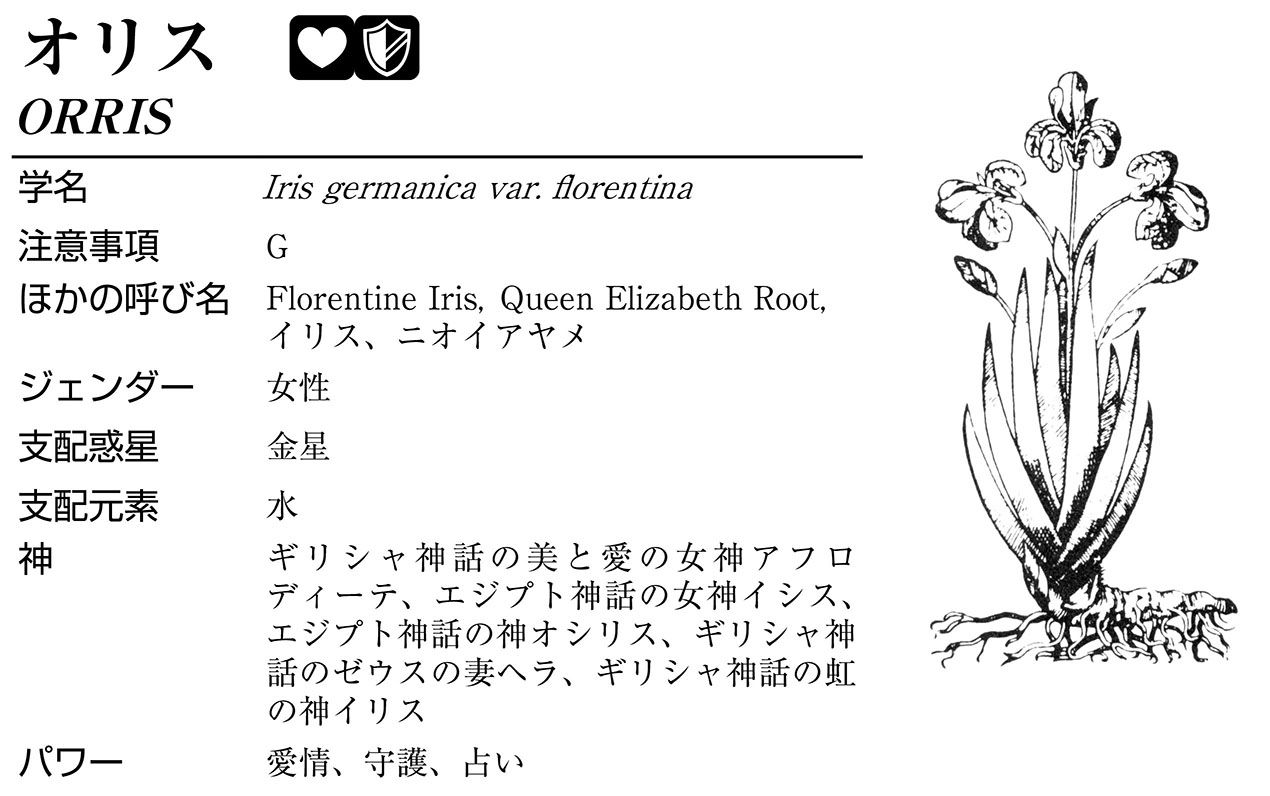 オリス
ORRIS
学名 Iris germanica var. florentina
注意事項 G
ほかの呼び名 Florentine Iris, Queen Elizabeth Root,
イリス、ニオイアヤメ
ジェンダー 女性
支配惑星 金星
支配元素 水
神 ギリシャ神話の美と愛の女神アフロ
ディーテ、エジプト神話の女神イシス、
エジプト神話の神オシリス、ギリシャ神
話のゼウスの妻ヘラ、ギリシャ神話の虹
の神イリス
パワー 愛情、守護、占い